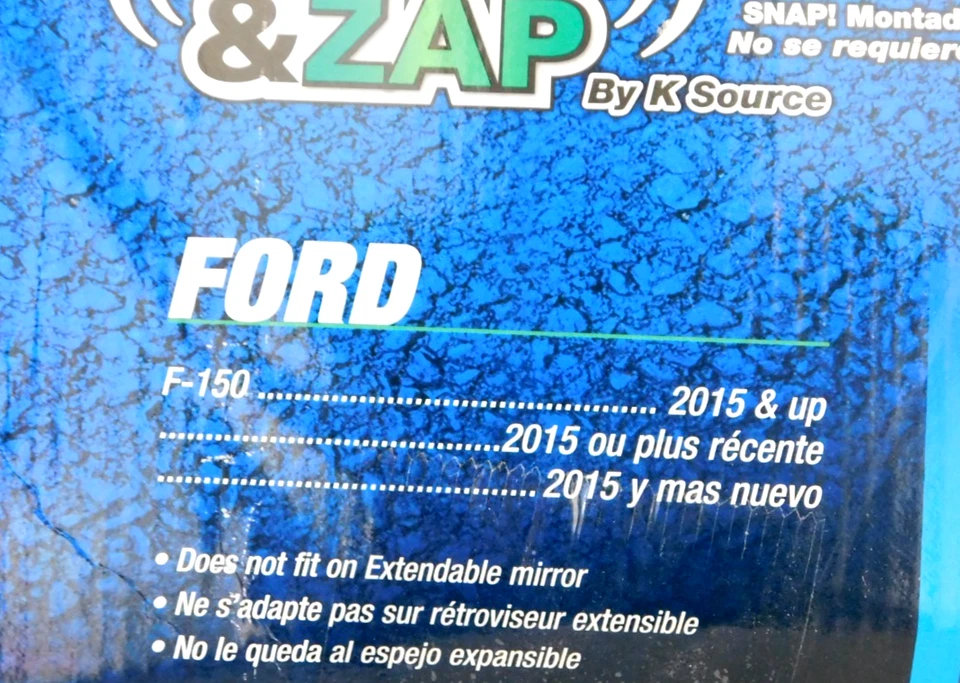 & ZAP
By K Source
SNAP! Montad
No se requiere
FORD
F-150 ................................................ 2015 & up
.........................................2015 ou plus récente
.............................................. 2015 y mas nuevo
• Does not fit on Extendable mirror
• Ne s'adapte pas sur rétroviseur extensible
• No le queda al espejo expansible